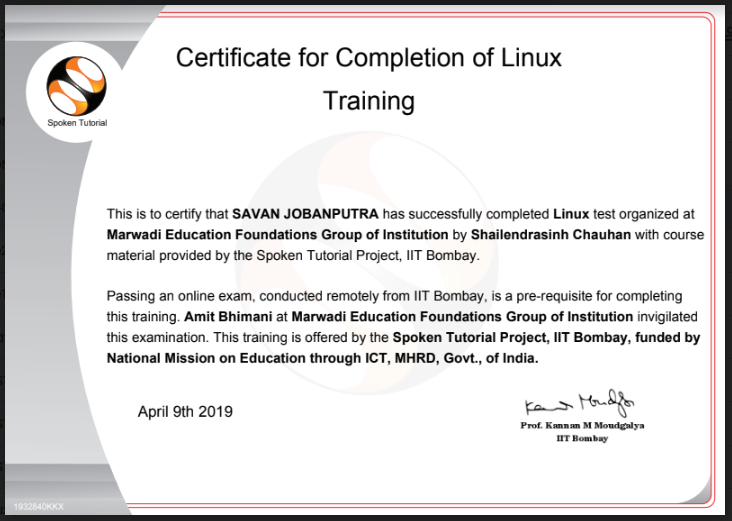 Certificate for Completion of Linux
Training
Spoken Tutorial
This is to certify that SAVAN JOBANPUTRA has successfully completed Linux test organized at
Marwadi Education Foundations Group of Institution by Shailendrasinh Chauhan with course
material provided by the Spoken Tutorial Project, IIT Bombay.
Passing an online exam, conducted remotely from IIT Bombay, is a pre-requisite for completing
this training. Amit Bhimani at Marwadi Education Foundations Group of Institution invigilated
this examination. This training is offered by the Spoken Tutorial Project, IIT Bombay, funded by
National Mission on Education through ICT, MHRD, Govt., of India.
April 9th 2019
Prof. Kannan M Moudgalya
IIT Bombay
1932840KKX